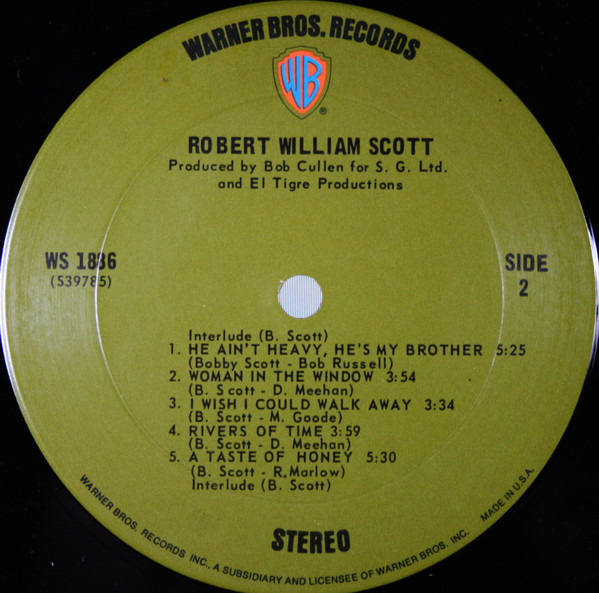 WARNER BROS. RECORDS
WB
®
ROBERT WILLIAM SCOTT
Produced by Bob Cullen for S. G. Ltd.
and El Tigre Productions
WS 1886
(S39785)
SIDE
2
Interlude (B. Scott)
1. HE AIN'T HEAVY, HE'S MY BROTHER 5:25
(Bobby Scott - Bob Russell)
2. WOMAN IN THE WINDOW 3:54
(B. Scott - D. Meehan)
3. I WISH I COULD WALK AWAY 3:34
(B. Scott - M. Goode)
4. RIVERS OF TIME 3:59
(B. Scott - D. Meehan)
5. A TASTE OF HONEY 5:30
(B. Scott - R.Marlow)
Interlude (B. Scott)
STEREO
WARNER BROS. RECORDS INC., A SUBSIDIARY AND LICENSEE OF WARNER BROS. INC. MADE IN U.S.A.